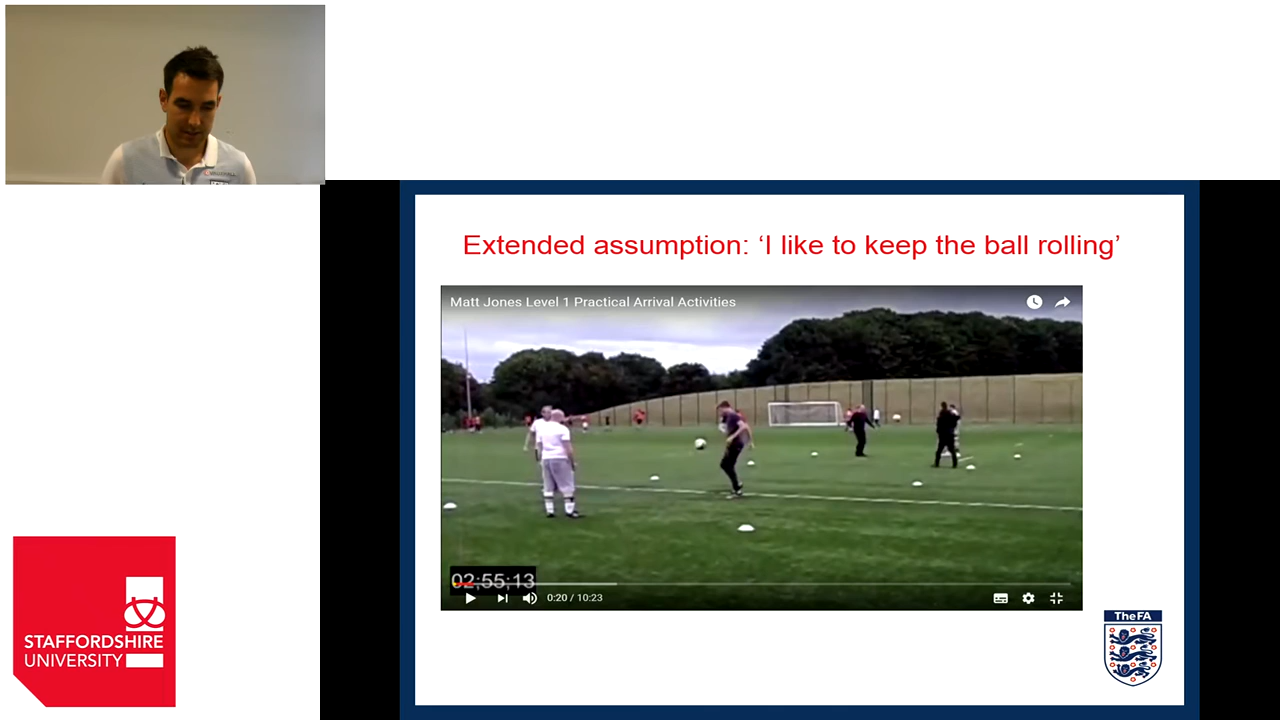 Extended assumption: ‘I like to keep the ball rolling’
Matt Jones Level 1 Practical Arrival Activities
02;55;13
0:20 / 10:23
TheFA
STAFFORDSHIRE
UNIVERSITY